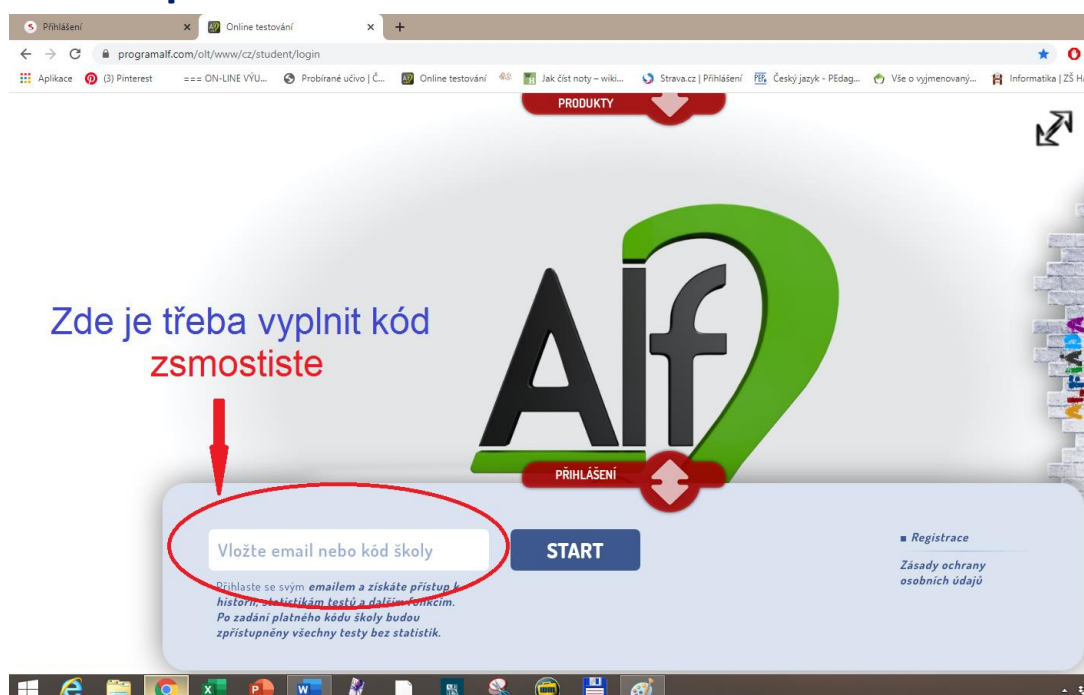 Přihlášení
Online testování
programalf.com/olt/www/cz/student/login
Aplikace
(3) Pinterest
=== ON-LINE VÝU...
Probírané učivo | Č...
Online testování
Jak číst noty – wiki...
Strava.cz | Přihlášení
Český jazyk - PEdag...
Vše o vyjmenovaný...
Informatika | ZŠ Ha
PRODUKTY
Alf
ALFIÁDA
Zde je třeba vyplnit kód
zsmostiste
PŘIHLÁŠENÍ
Vložte email nebo kód školy
START
Přihlaste se svým emailem a získáte přístup k
historii, statistikám testů a dalším funkcím.
Po zadání platného kódu školy budou
zpřístupněny všechny testy bez statistik.
Registrace
Zásady ochrany
osobních údajů